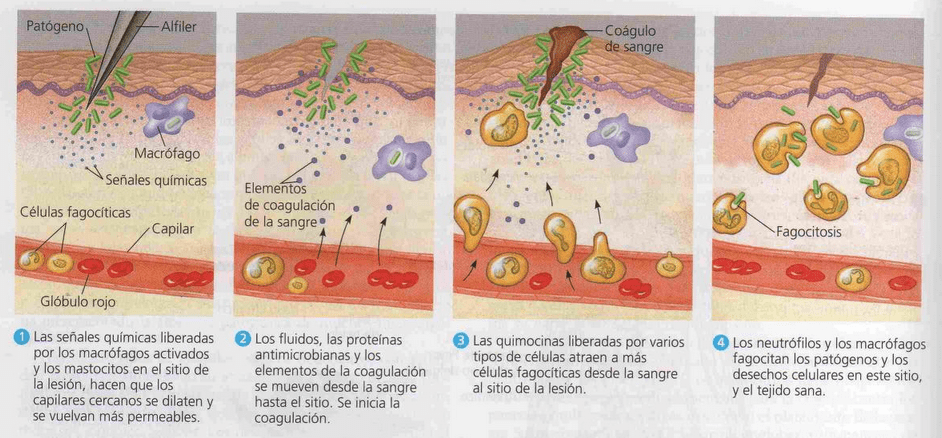 Patógeno
Alfiler
Macrófago
Señales químicas
Células fagocíticas
Capilar
Glóbulo rojo
1 Las señales químicas liberadas
por los macrófagos activados
y los mastocitos en el sitio de
la lesión, hacen que los
capilares cercanos se dilaten y
se vuelvan más permeables.
Elementos
de coagulación
de la sangre
2 Los fluidos, las proteínas
antimicrobianas y los
elementos de la coagulación
se mueven desde la sangre
hasta el sitio. Se inicia la
coagulación.
Coágulo
de sangre
3 Las quimocinas liberadas por varios
tipos de células atraen a más
células fagocíticas desde la sangre
al sitio de la lesión.
Fagocitosis
4 Los neutrófilos y los macrófagos
fagocitan los patógenos y los
desechos celulares en este sitio,
y el tejido sana.